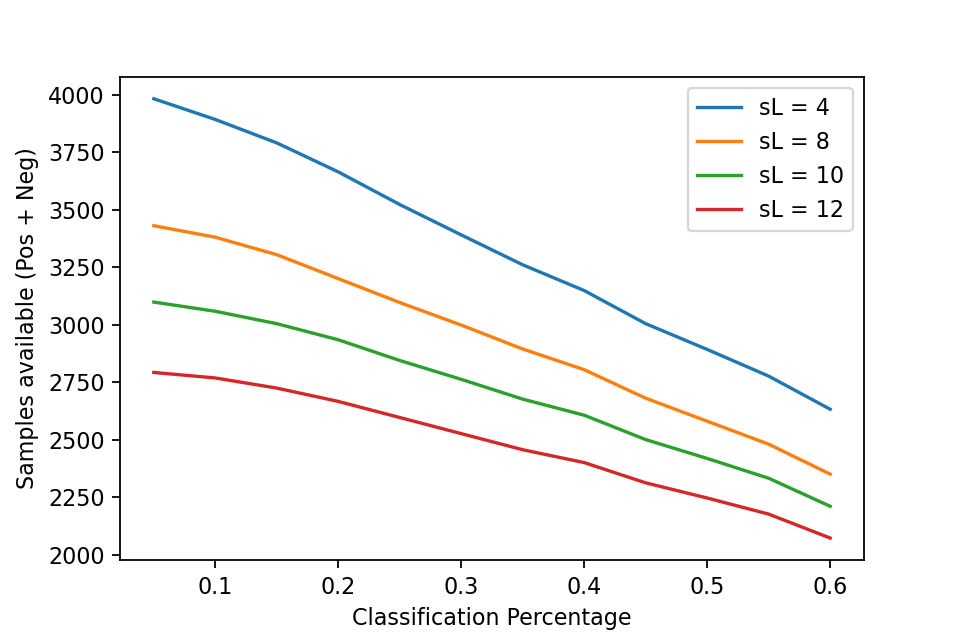 4000
3750
3500
3250
3000
2750
2500
2250
2000
Samples available (Pos + Neg)
sL = 4
sL = 8
sL = 10
sL = 12
0.1 0.2 0.3 0.4 0.5 0.6
Classification Percentage